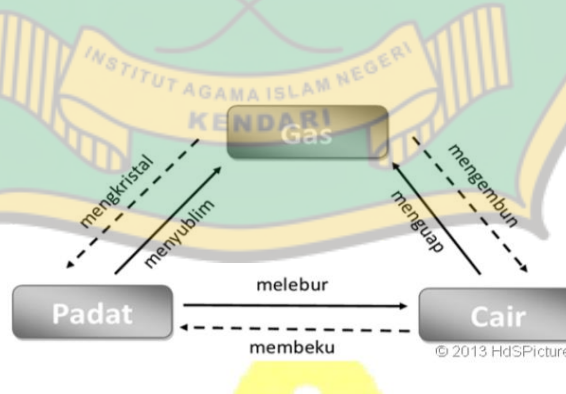 INSTITUT AGAMA ISLAM NEGERI
KENDARI
Gas
mengkristal
menyublim
menguap
mengembun
Padat
melebur
membeku
Cair
© 2013 HdSPicture